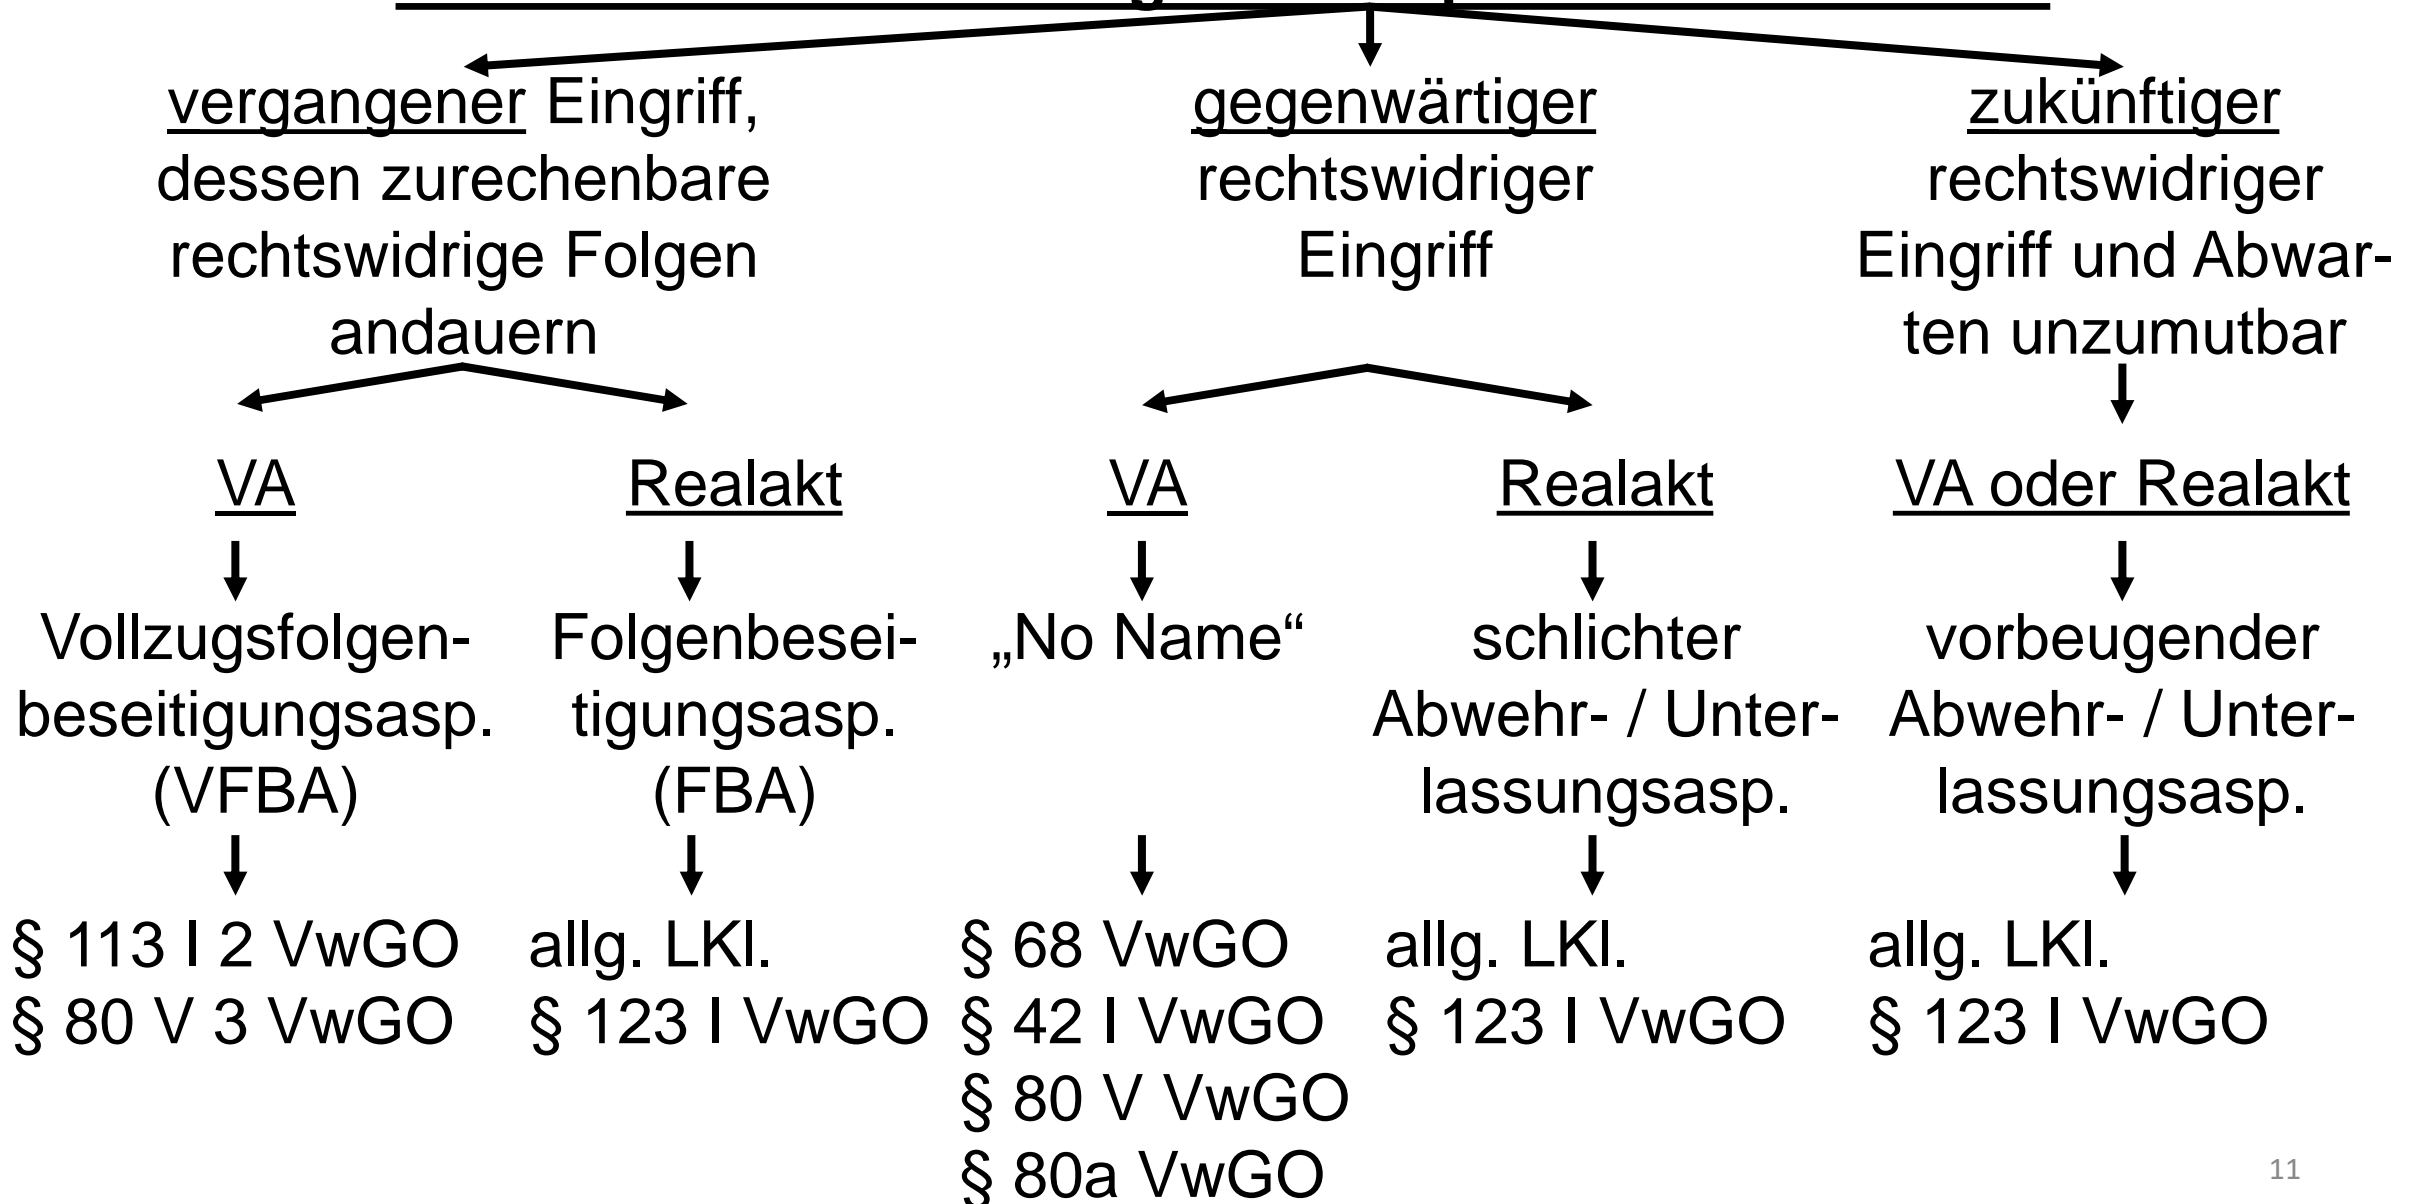 vergangener Eingriff,
dessen zurechenbare
rechtswidrige Folgen
andauern
gegenwärtiger
rechtswidriger
Eingriff
zukünftiger
rechtswidriger
Eingriff und Abwar-
ten unzumutbar
VA
Realakt
VA
Realakt
VA oder Realakt
Vollzugsfolgen-
beseitigungsasp.
(VFBA)
Folgenbesei-
tigungsasp.
(FBA)
„No Name“
schlichter
Abwehr- / Unter-
lassungsasp.
vorbeugender
Abwehr- / Unter-
lassungsasp.
§ 113 I 2 VwGO
§ 80 V 3 VwGO
allg. LKl.
§ 123 I VwGO
§ 68 VwGO
§ 42 I VwGO
§ 80 V VwGO
§ 80a VwGO
allg. LKl.
§ 123 I VwGO
allg. LKl.
§ 123 I VwGO
11